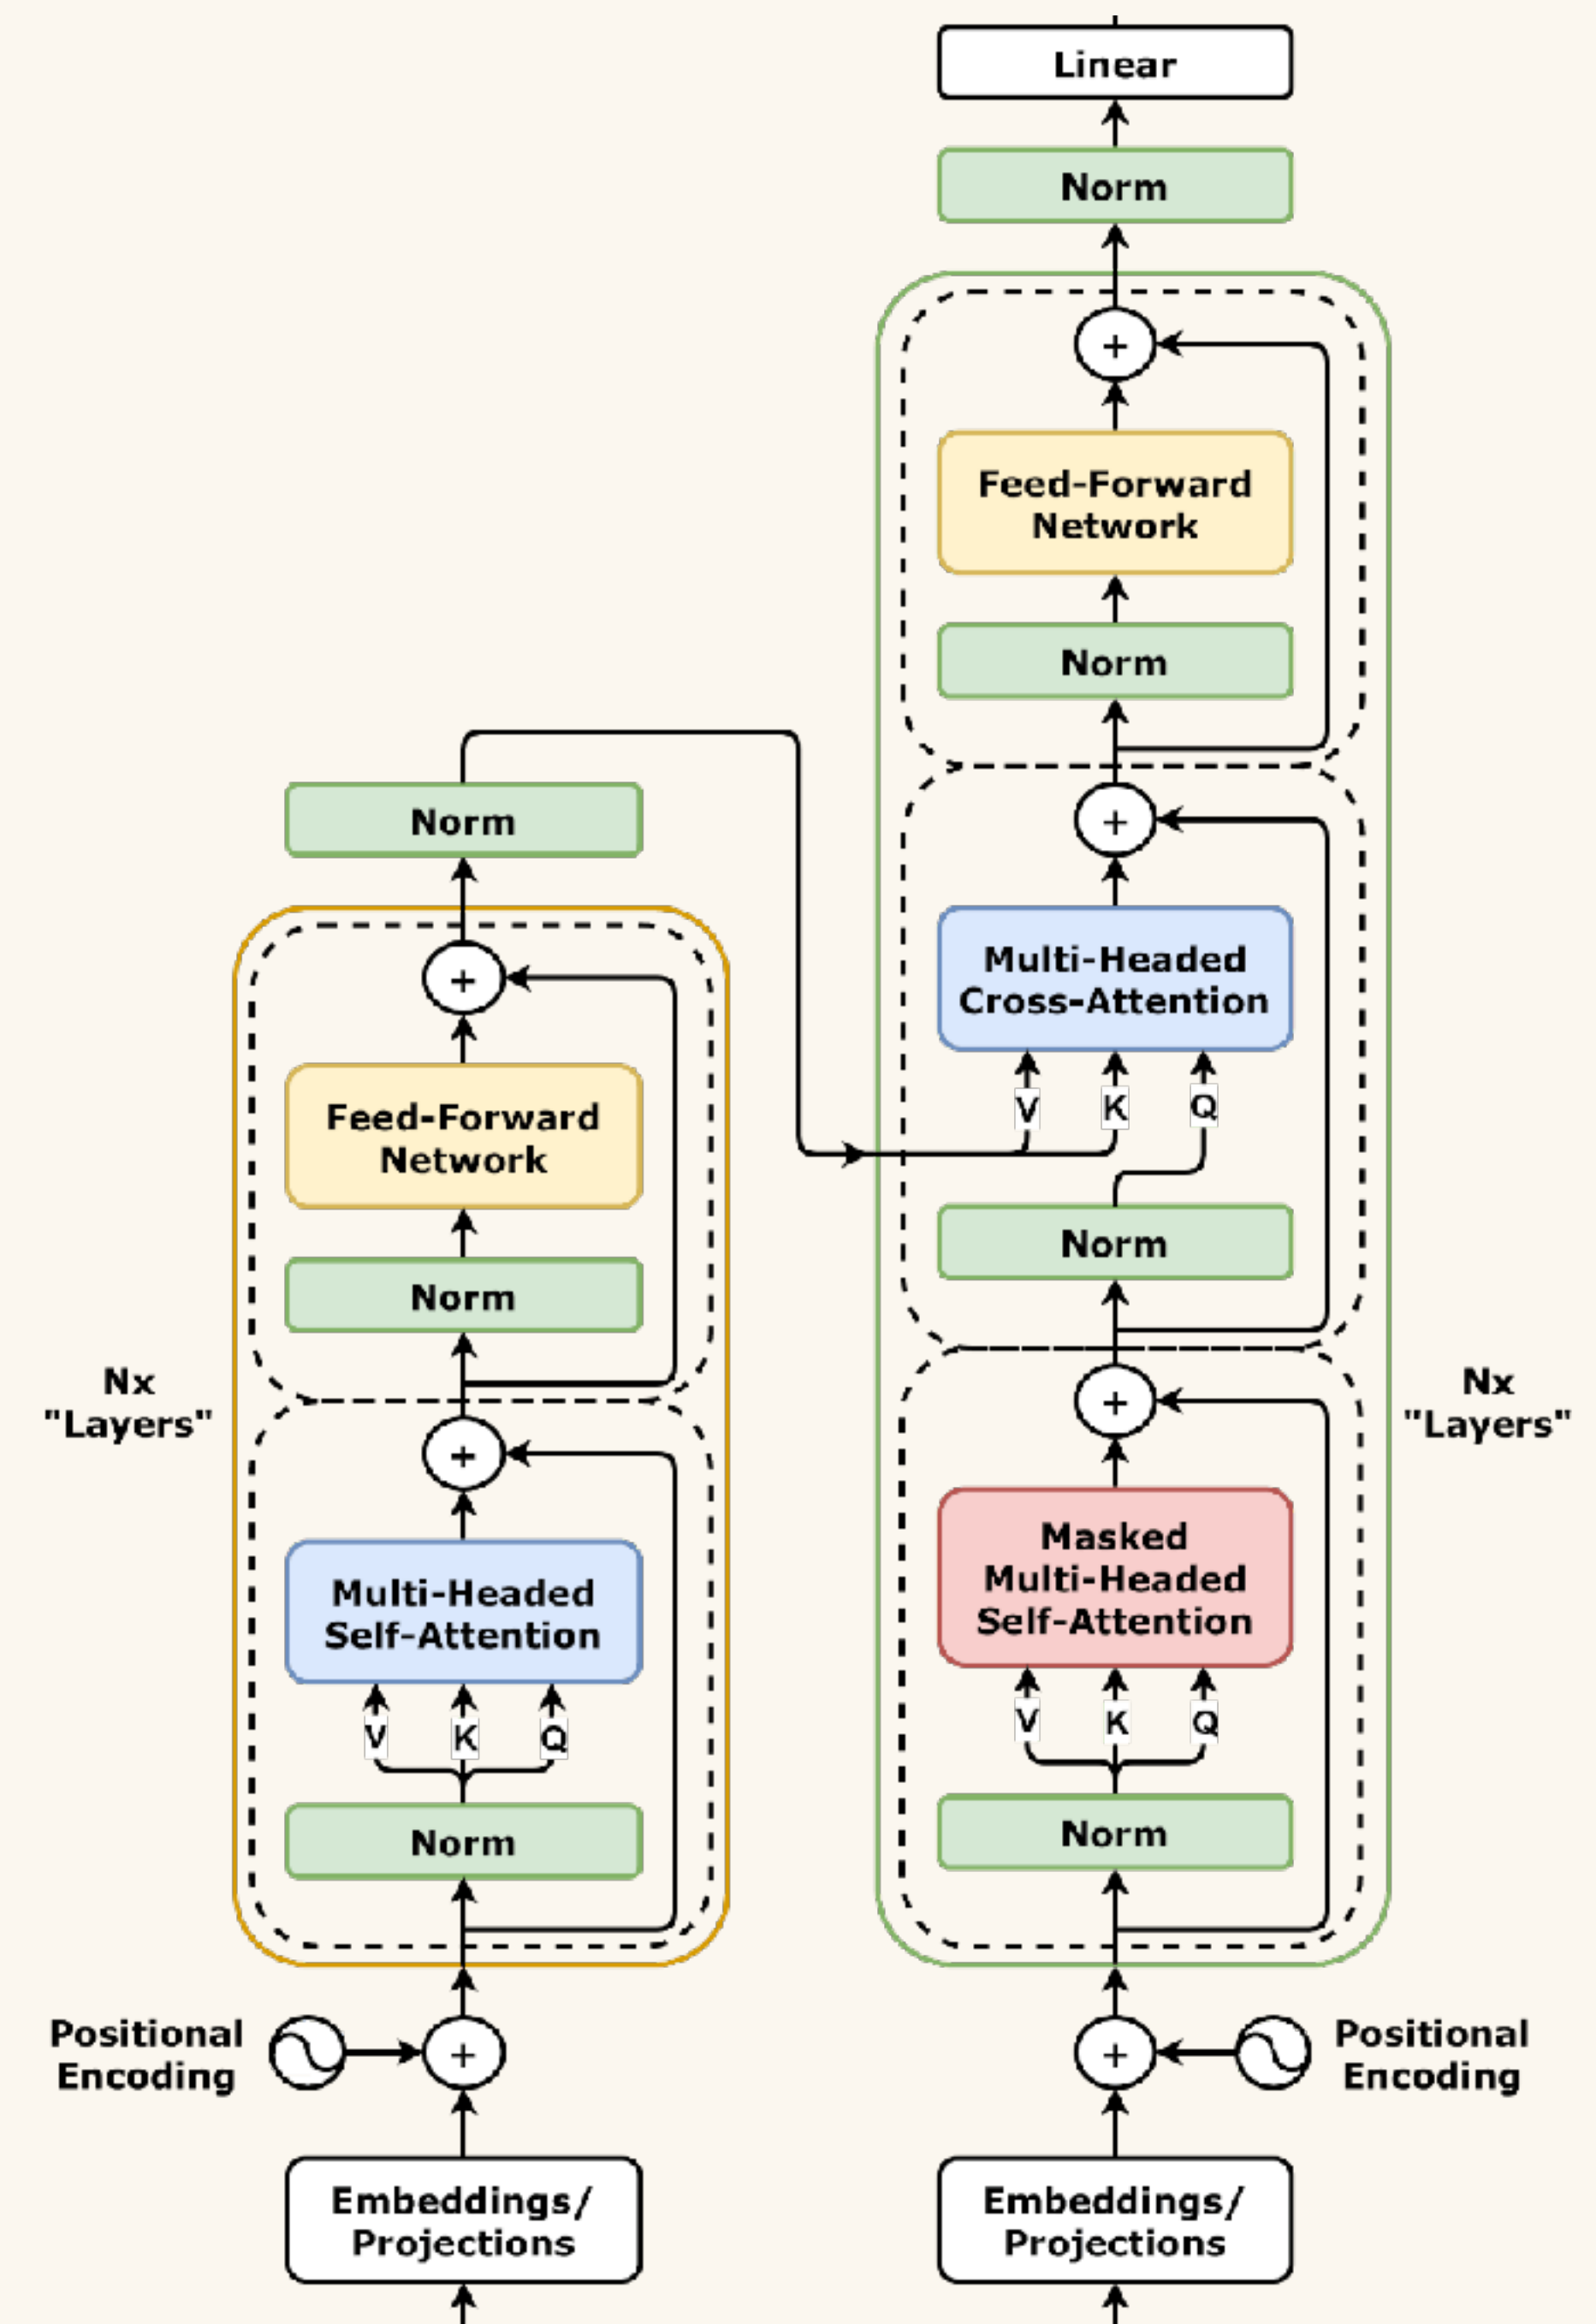 Linear
Norm
+
Feed-Forward
Network
Norm
+
Multi-Headed
Cross-Attention
V K Q
Norm
+
Masked
Multi-Headed
Self-Attention
V K Q
Norm
Nx
"Layers"
+
Positional
Encoding
Embeddings/
Projections
Norm
+
Feed-Forward
Network
Norm
Nx
"Layers"
+
Multi-Headed
Self-Attention
V K Q
Norm
Positional
Encoding
+
Embeddings/
Projections